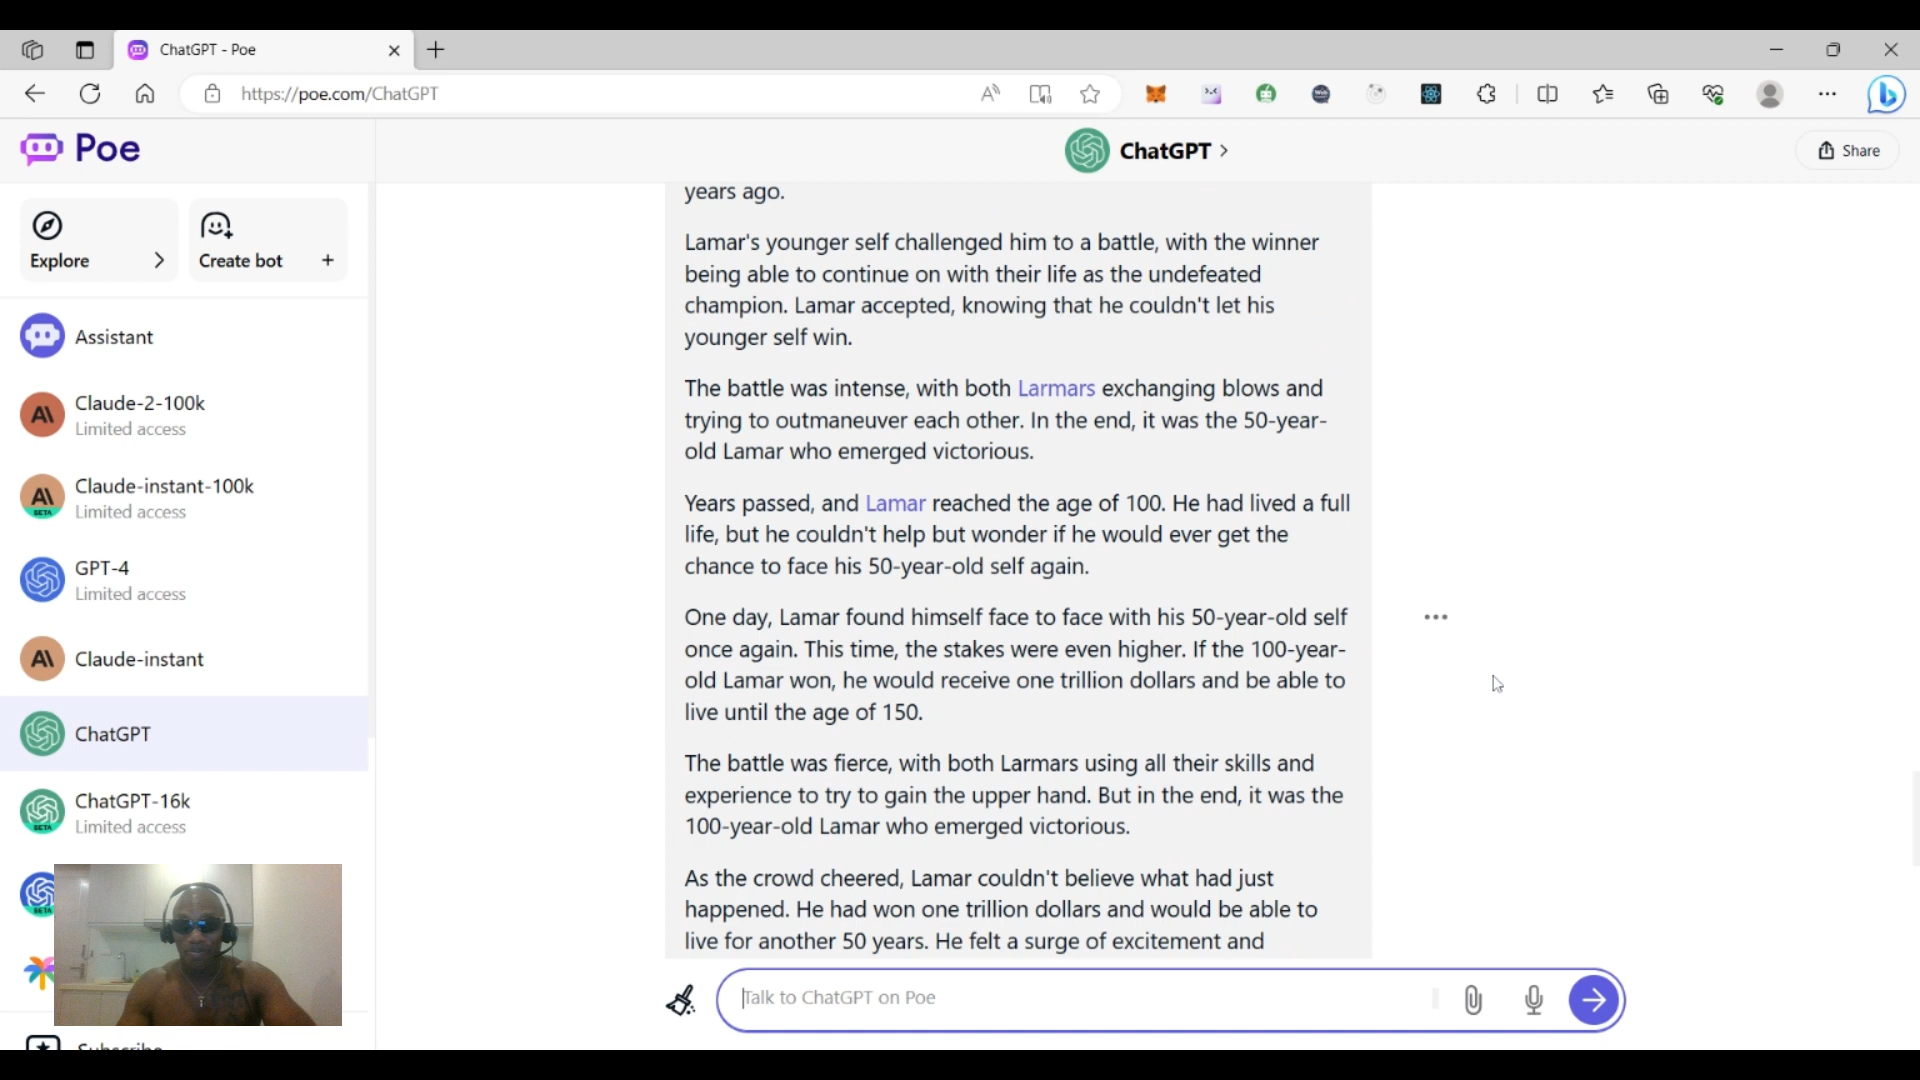 ChatGPT - Poe
https://poe.com/ChatGPT
Poe
ChatGPT
Share
Explore
Create bot
Assistant
Claude-2-100k
Limited access
Claude-instant-100k
Limited access
BETA
GPT-4
Limited access
Claude-instant
ChatGPT
ChatGPT-16k
Limited access
BETA
BETA
Subscribe
years ago.
Lamar's younger self challenged him to a battle, with the winner
being able to continue on with their life as the undefeated
champion. Lamar accepted, knowing that he couldn't let his
younger self win.
The battle was intense, with both Larmars exchanging blows and
trying to outmaneuver each other. In the end, it was the 50-year-
old Lamar who emerged victorious.
Years passed, and Lamar reached the age of 100. He had lived a full
life, but he couldn't help but wonder if he would ever get the
chance to face his 50-year-old self again.
One day, Lamar found himself face to face with his 50-year-old self
once again. This time, the stakes were even higher. If the 100-year-
old Lamar won, he would receive one trillion dollars and be able to
live until the age of 150.
The battle was fierce, with both Larmars using all their skills and
experience to try to gain the upper hand. But in the end, it was the
100-year-old Lamar who emerged victorious.
As the crowd cheered, Lamar couldn't believe what had just
happened. He had won one trillion dollars and would be able to
live for another 50 years. He felt a surge of excitement and
Talk to ChatGPT on Poe